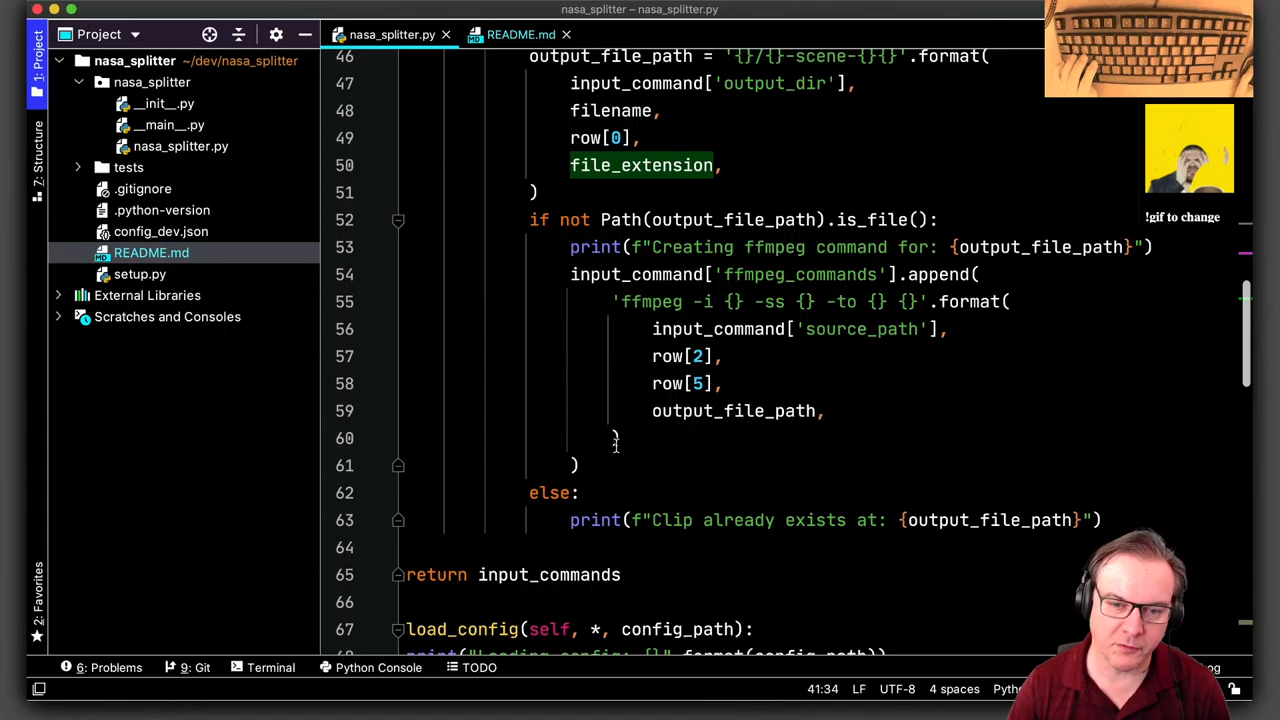 nasa_splitter – nasa_splitter.py
Project
nasa_splitter.py
README.md
1: Project
7: Structure
2: Favorites
nasa_splitter ~/dev/nasa_splitter
nasa_splitter
__init__.py
__main__.py
nasa_splitter.py
tests
.gitignore
.python-version
config_dev.json
README.md
setup.py
External Libraries
Scratches and Consoles
46 output_file_path = '{}/{}-scene-{}{}'.format(
47 input_command['output_dir'],
48 filename,
49 row[0],
50 file_extension,
51 )
52 if not Path(output_file_path).is_file():
53 print(f"Creating ffmpeg command for: {output_file_path}")
54 input_command['ffmpeg_commands'].append(
55 'ffmpeg -i {} -ss {} -to {} {}'.format(
56 input_command['source_path'],
57 row[2],
58 row[5],
59 output_file_path,
60 )
61 )
62 else:
63 print(f"Clip already exists at: {output_file_path}")
64
65 return input_commands
66
67 load_config(self, *, config_path):
68 print("Loading config: {}".format(config_path))
!gif to change
6: Problems
9: Git
Terminal
Python Console
TODO
41:34 LF UTF-8 4 spaces